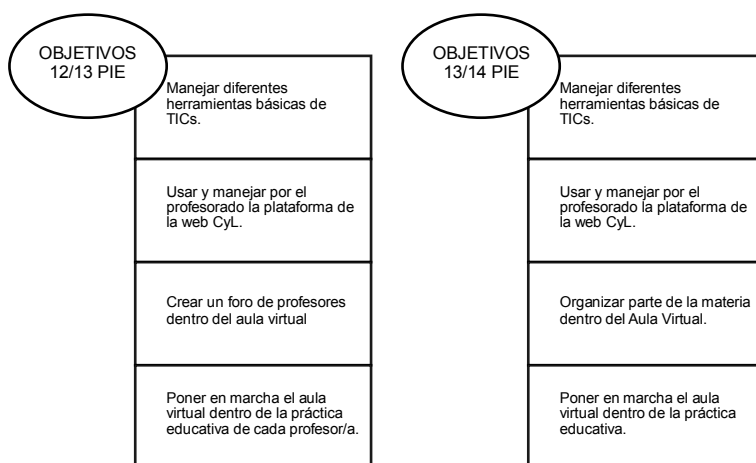 OBJETIVOS
12/13 PIE
Manejar diferentes
herramientas básicas de
TICs.
Usar y manejar por el
profesorado la plataforma de
la web CyL.
Crear un foro de profesores
dentro del aula virtual
Poner en marcha el aula
virtual dentro de la práctica
educativa de cada profesor/a.
OBJETIVOS
13/14 PIE
Manejar diferentes
herramientas básicas de
TICs.
Usar y manejar por el
profesorado la plataforma de
la web CyL.
Organizar parte de la materia
dentro del Aula Virtual.
Poner en marcha el aula
virtual dentro de la práctica
educativa.